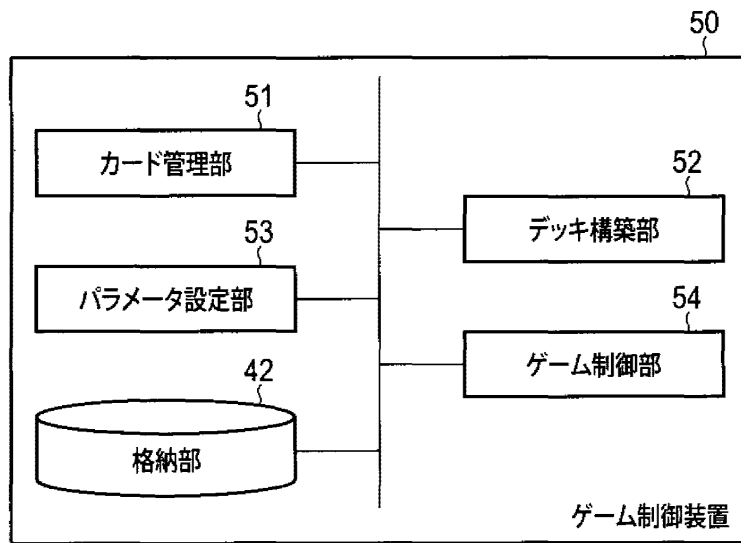 50
51
カード管理部
52
デッキ構築部
53
パラメータ設定部
54
ゲーム制御部
42
格納部
ゲーム制御装置